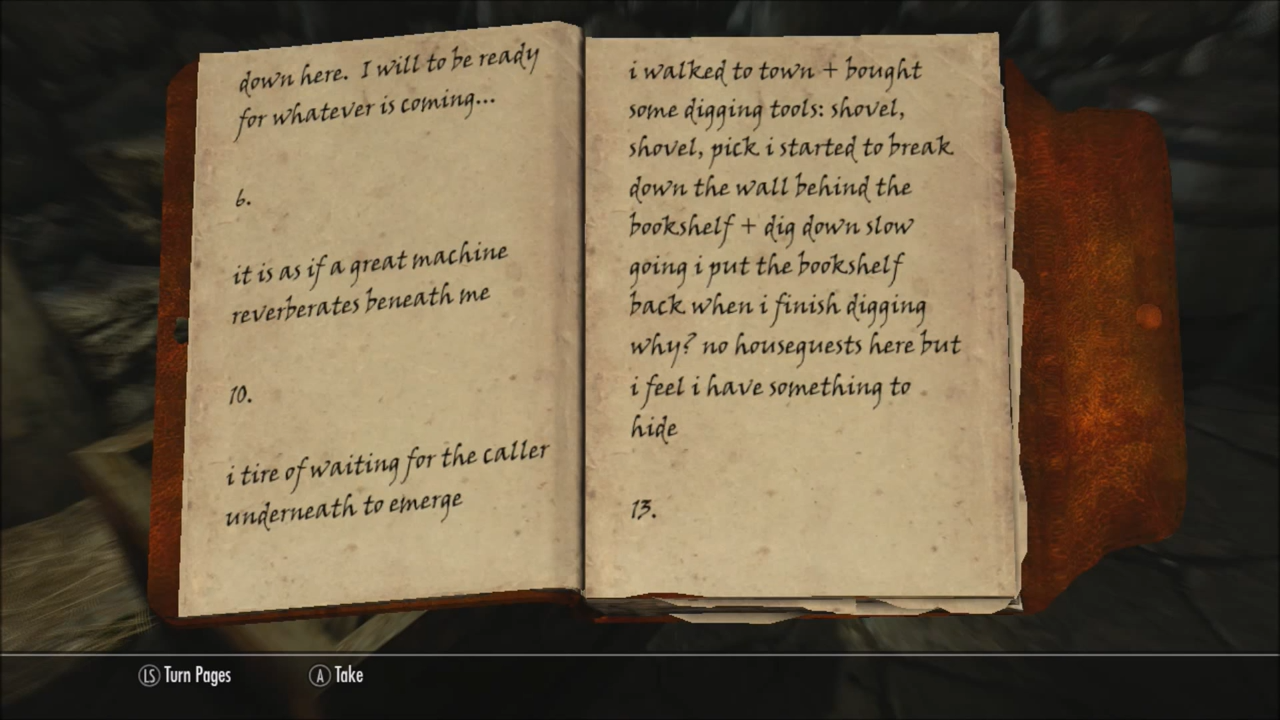 down here. I will to be ready
for whatever is coming...
6.
it is as if a great machine
reverberates beneath me
10.
i tire of waiting for the caller
underneath to emerge
i walked to town + bought
some digging tools: shovel,
shovel, pick i started to break
down the wall behind the
bookshelf + dig down slow
going i put the bookshelf
back when i finish digging
why? no houseguests here but
i feel i have something to
hide
13.
LS Turn Pages
A Take